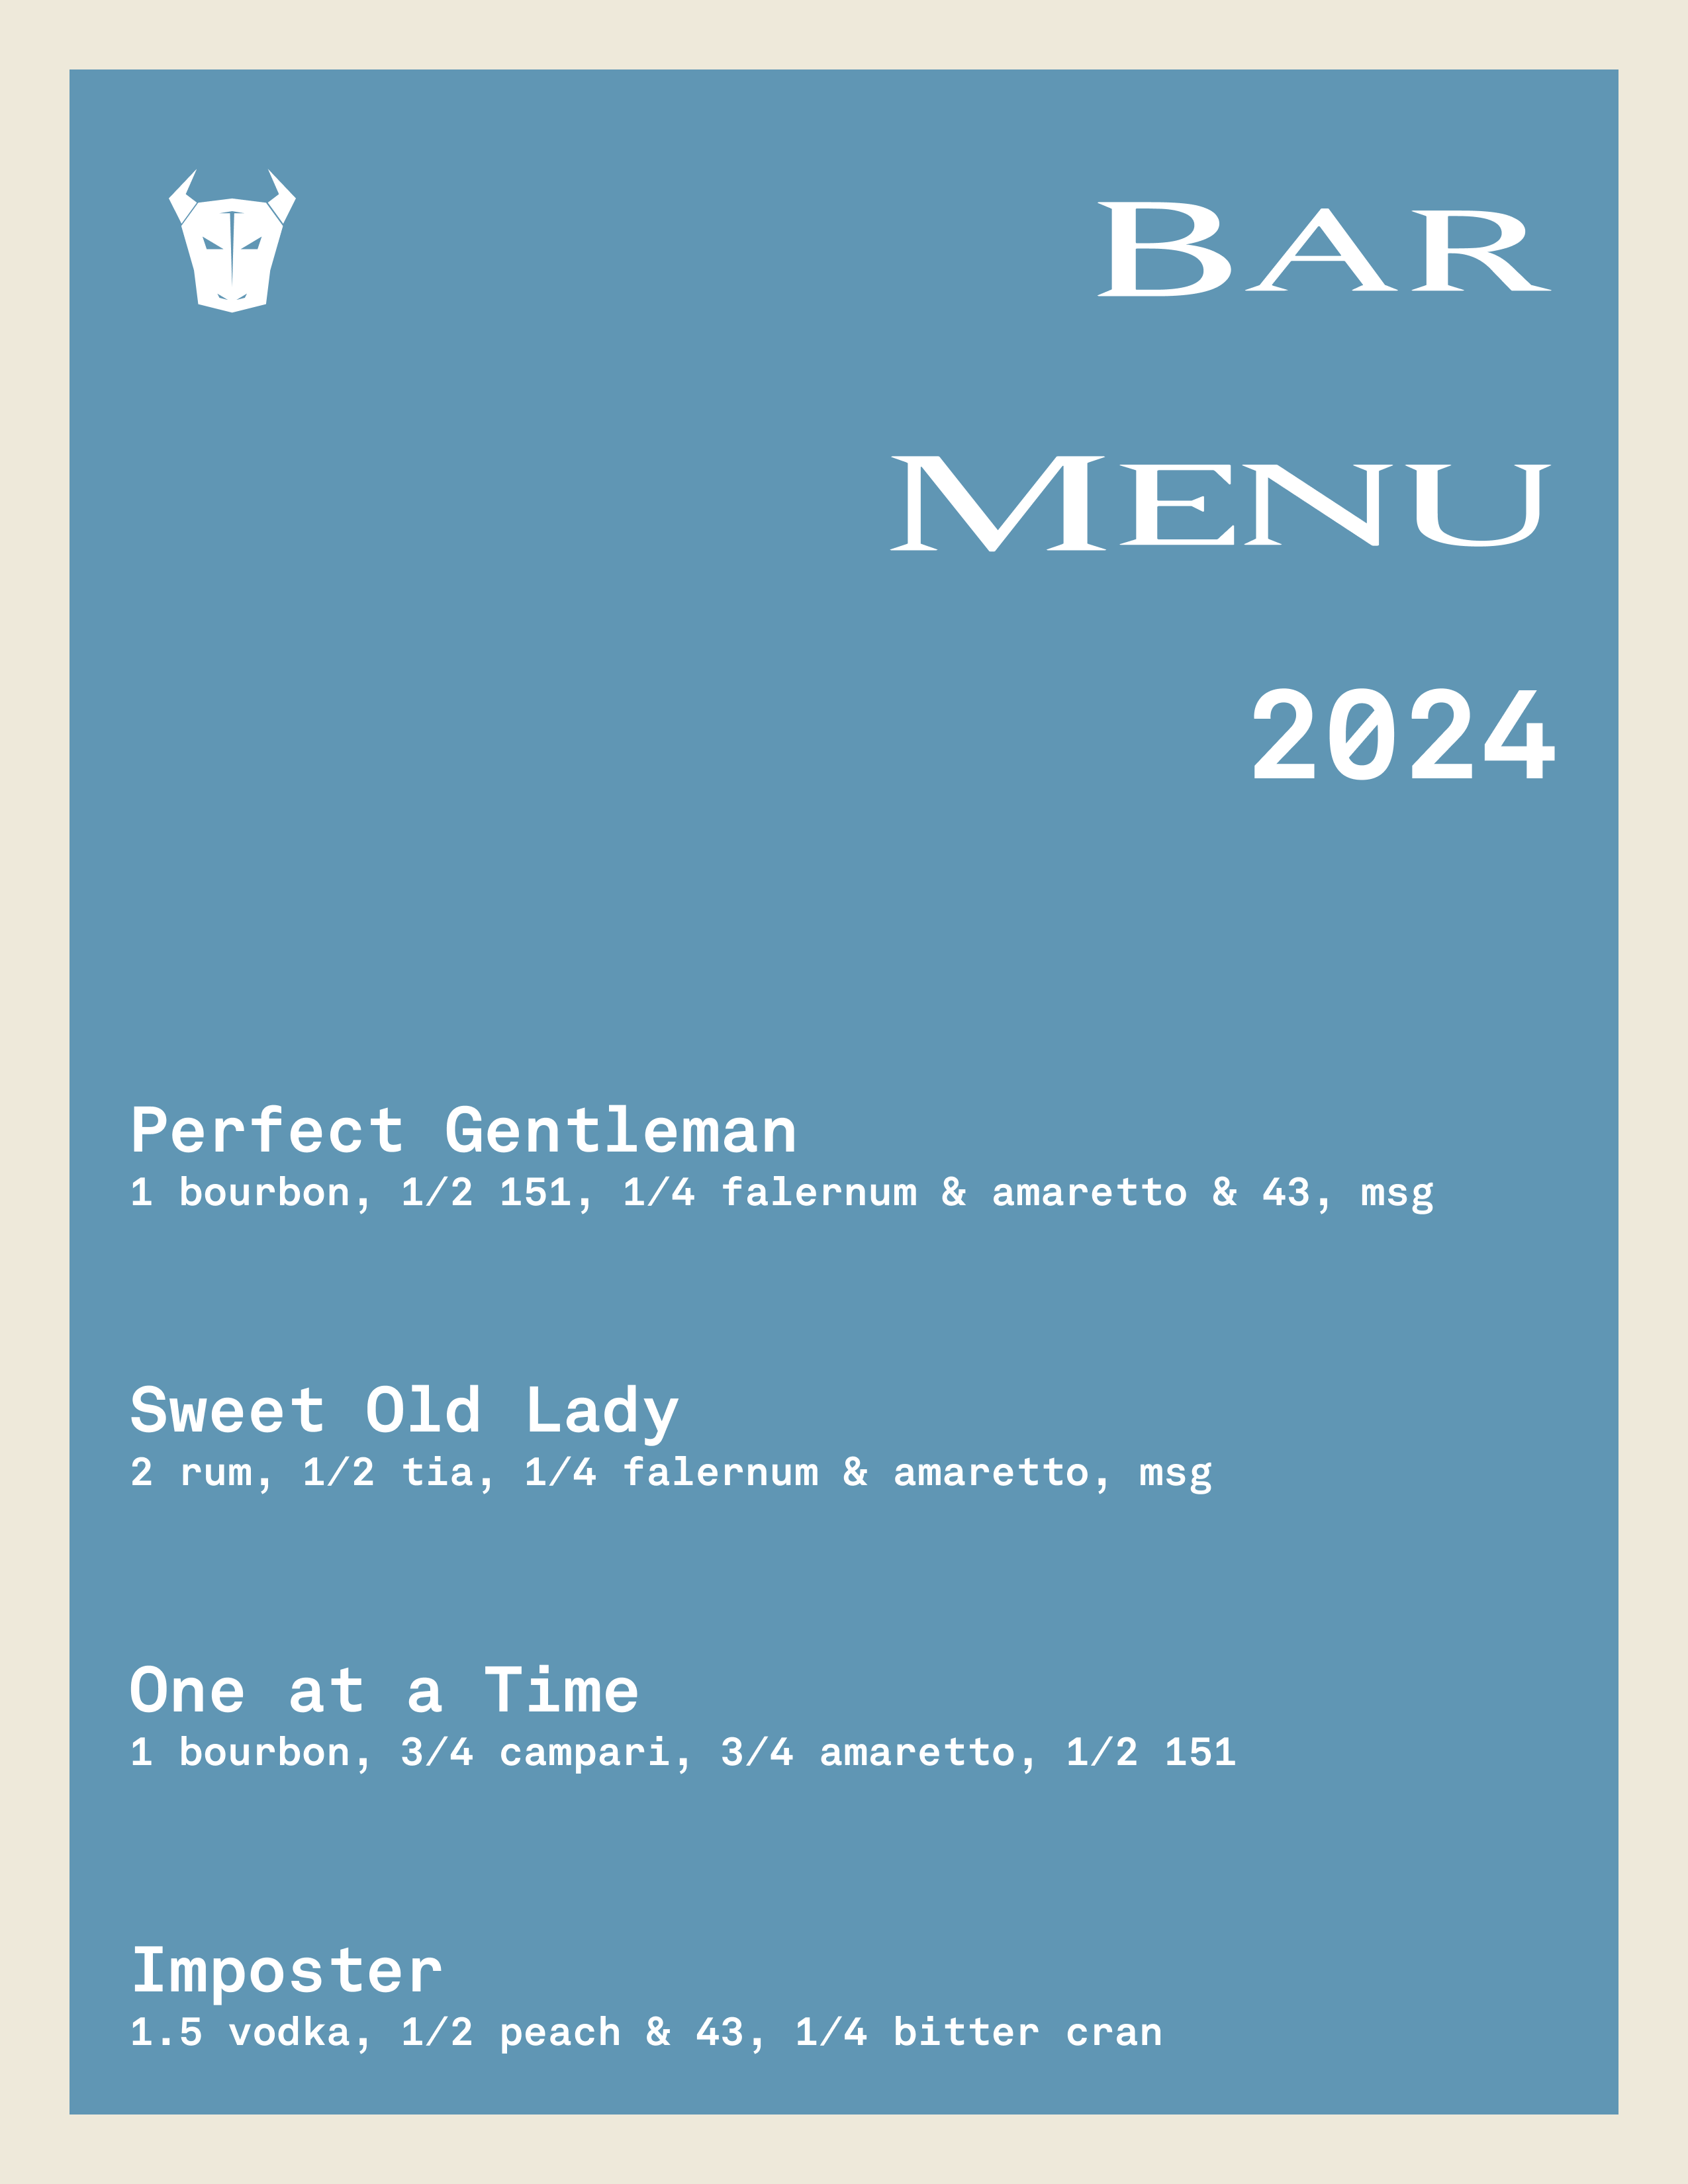 BAR
MENU
2024
Perfect Gentleman
1 bourbon, 1/2 151, 1/4 falernum & amaretto & 43, msg
Sweet Old Lady
2 rum, 1/2 tia, 1/4 falernum & amaretto, msg
One at a Time
1 bourbon, 3/4 campari, 3/4 amaretto, 1/2 151
Imposter
1.5 vodka, 1/2 peach & 43, 1/4 bitter cran